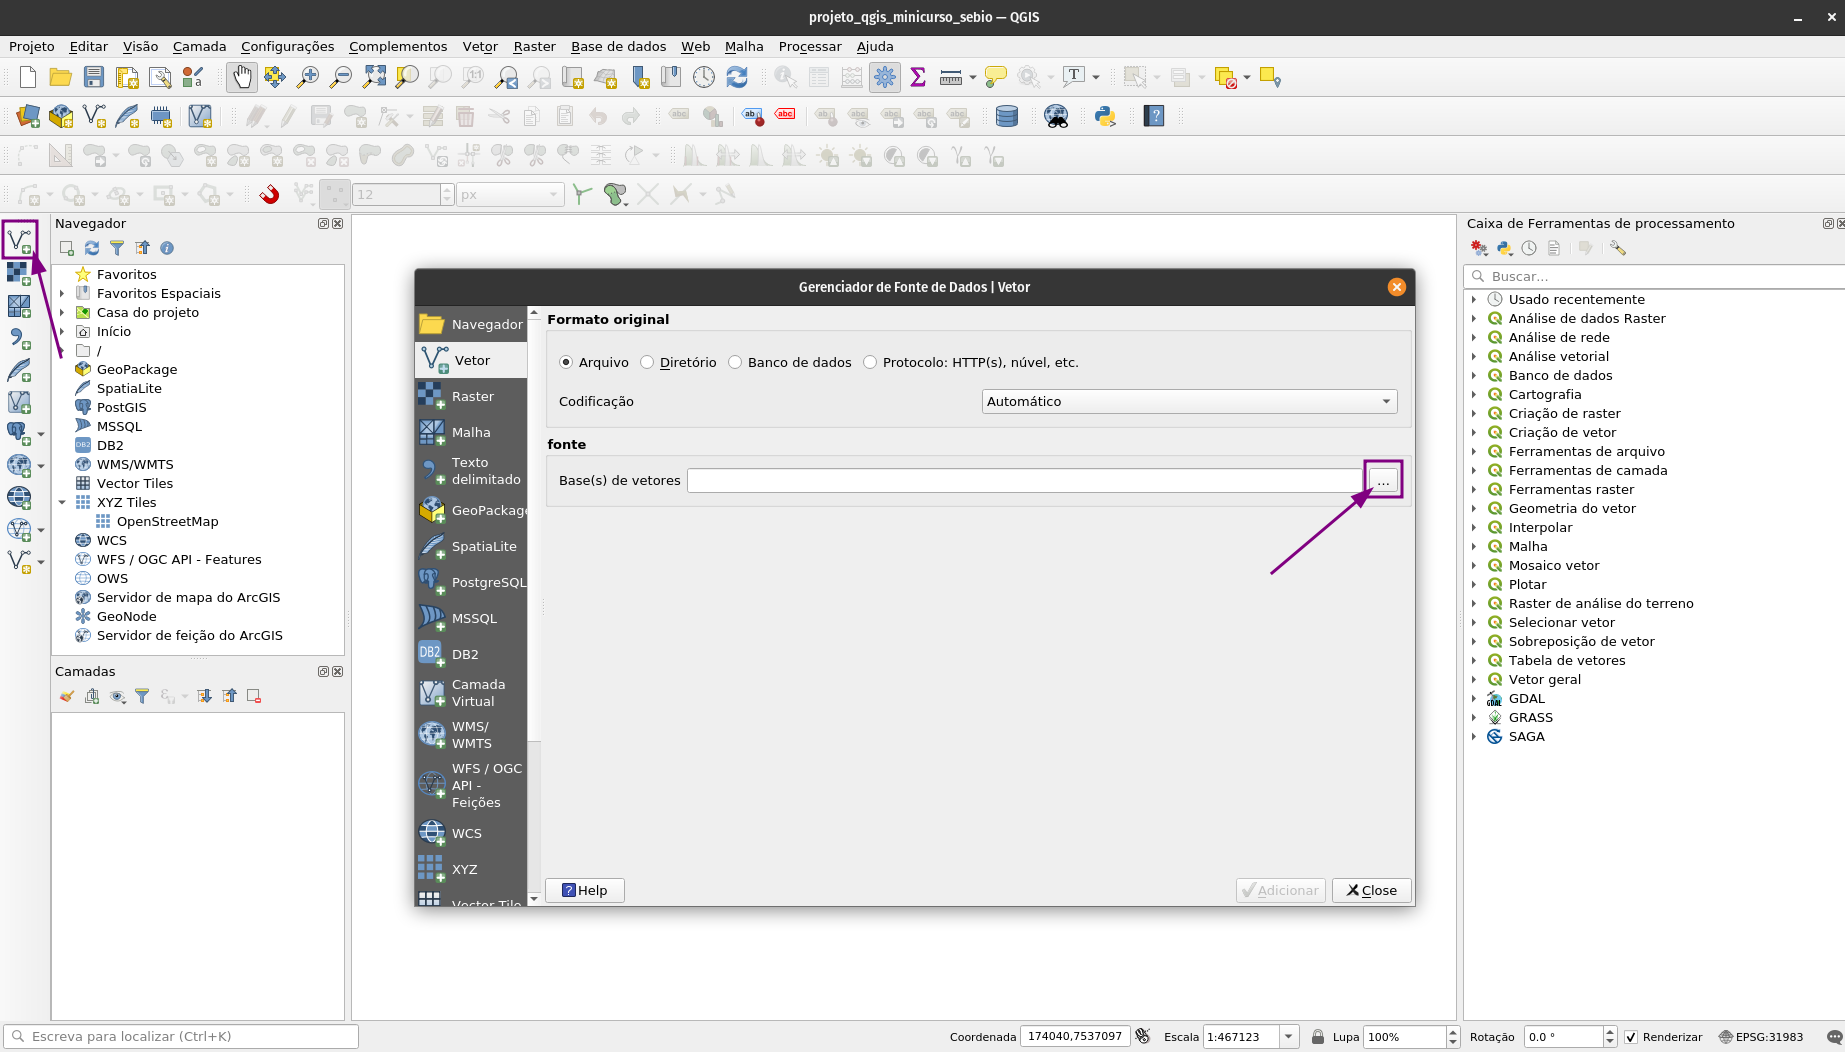 projeto_qgis_minicurso_sebio — QGIS
Projeto Editar Visão Camada Configurações Complementos Vetor Raster Base de dados Web Malha Processar Ajuda
12 px
Navegador
Favoritos
Favoritos Espaciais
Casa do projeto
Início
/
GeoPackage
SpatiaLite
PostGIS
MSSQL
DB2
WMS/WMTS
Vector Tiles
XYZ Tiles
OpenStreetMap
WCS
WFS / OGC API - Features
OWS
Servidor de mapa do ArcGIS
GeoNode
Servidor de feição do ArcGIS
Camadas
Gerenciador de Fonte de Dados | Vetor
Navegador
Vetor
Raster
Malha
Texto
delimitado
GeoPackage
SpatiaLite
PostgreSQL
MSSQL
DB2
Camada
Virtual
WMS/
WMTS
WFS / OGC
API -
Feições
WCS
XYZ
Vector Tile
Formato original
Arquivo Diretório Banco de dados Protocolo: HTTP(s), núvel, etc.
Codificação Automático
fonte
Base(s) de vetores ...
Help Adicionar Close
Caixa de Ferramentas de processamento
Buscar...
Usado recentemente
Análise de dados Raster
Análise de rede
Análise vetorial
Banco de dados
Cartografia
Criação de raster
Criação de vetor
Ferramentas de arquivo
Ferramentas de camada
Ferramentas raster
Geometria do vetor
Interpolar
Malha
Mosaico vetor
Plotar
Raster de análise do terreno
Selecionar vetor
Sobreposição de vetor
Tabela de vetores
Vetor geral
GDAL
GRASS
SAGA
Escreva para localizar (Ctrl+K) Coordenada 174040,7537097 Escala 1:467123 Lupa 100% Rotação 0.0 ° Renderizar EPSG:31983